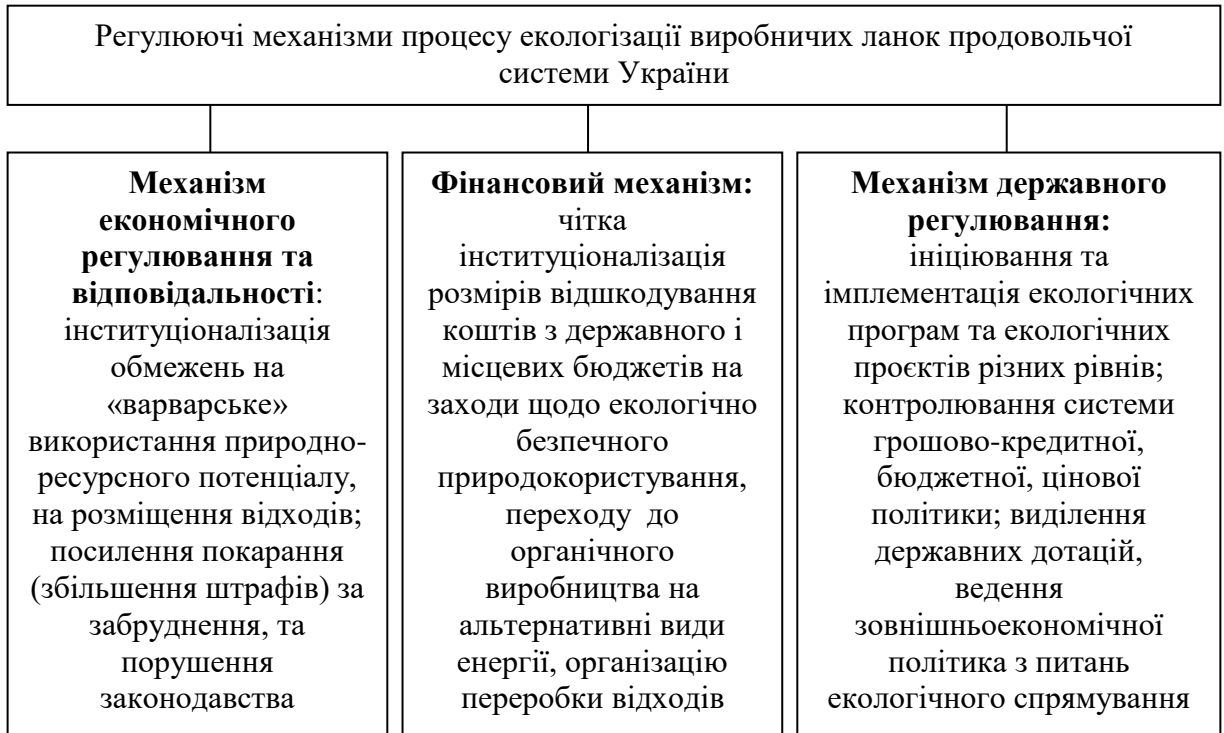 Регулюючі механізми процесу екологізації виробничих ланок продовольчої
системи України
Механізм
економічного
регулювання та
відповідальності:
інституціоналізація
обмежень на
«варварське»
використання природно-
ресурсного потенціалу,
на розміщення відходів;
посилення покарання
(збільшення штрафів) за
забруднення, та
порушення
законодавства
Фінансовий механізм:
чітка
інституціоналізація
розмірів відшкодування
коштів з державного і
місцевих бюджетів на
заходи щодо екологічно
безпечного
природокористування,
переходу до
органічного
виробництва на
альтернативні види
енергії, організацію
переробки відходів
Механізм державного
регулювання:
ініціювання та
імплементація екологічних
програм та екологічних
проєктів різних рівнів;
контролювання системи
грошово-кредитної,
бюджетної, цінової
політики; виділення
державних дотацій,
ведення
зовнішньоекономічної
політика з питань
екологічного спрямування